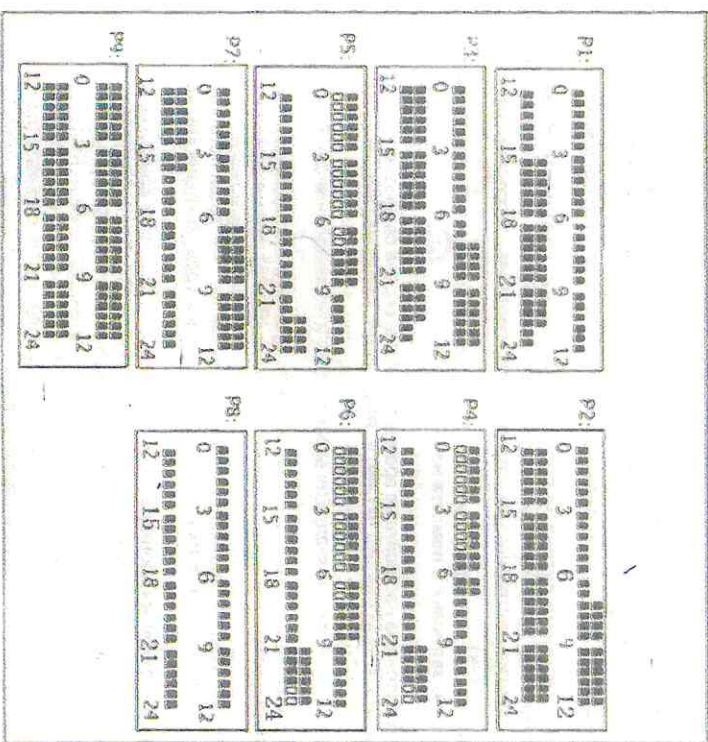 P1: P2:
0 3 6 9 12 0 3 6 9 12
12 15 18 21 24 12 15 18 21 24
P3: P4:
0 3 6 9 12 0 3 6 9 12
12 15 18 21 24 12 15 18 21 24
P5: P6:
0 3 6 9 12 0 3 6 9 12
12 15 18 21 24 12 15 18 21 24
P7: P8:
0 3 6 9 12 0 3 6 9 12
12 15 18 21 24 12 15 18 21 24
P9:
0 3 6 9 12
12 15 18 21 24